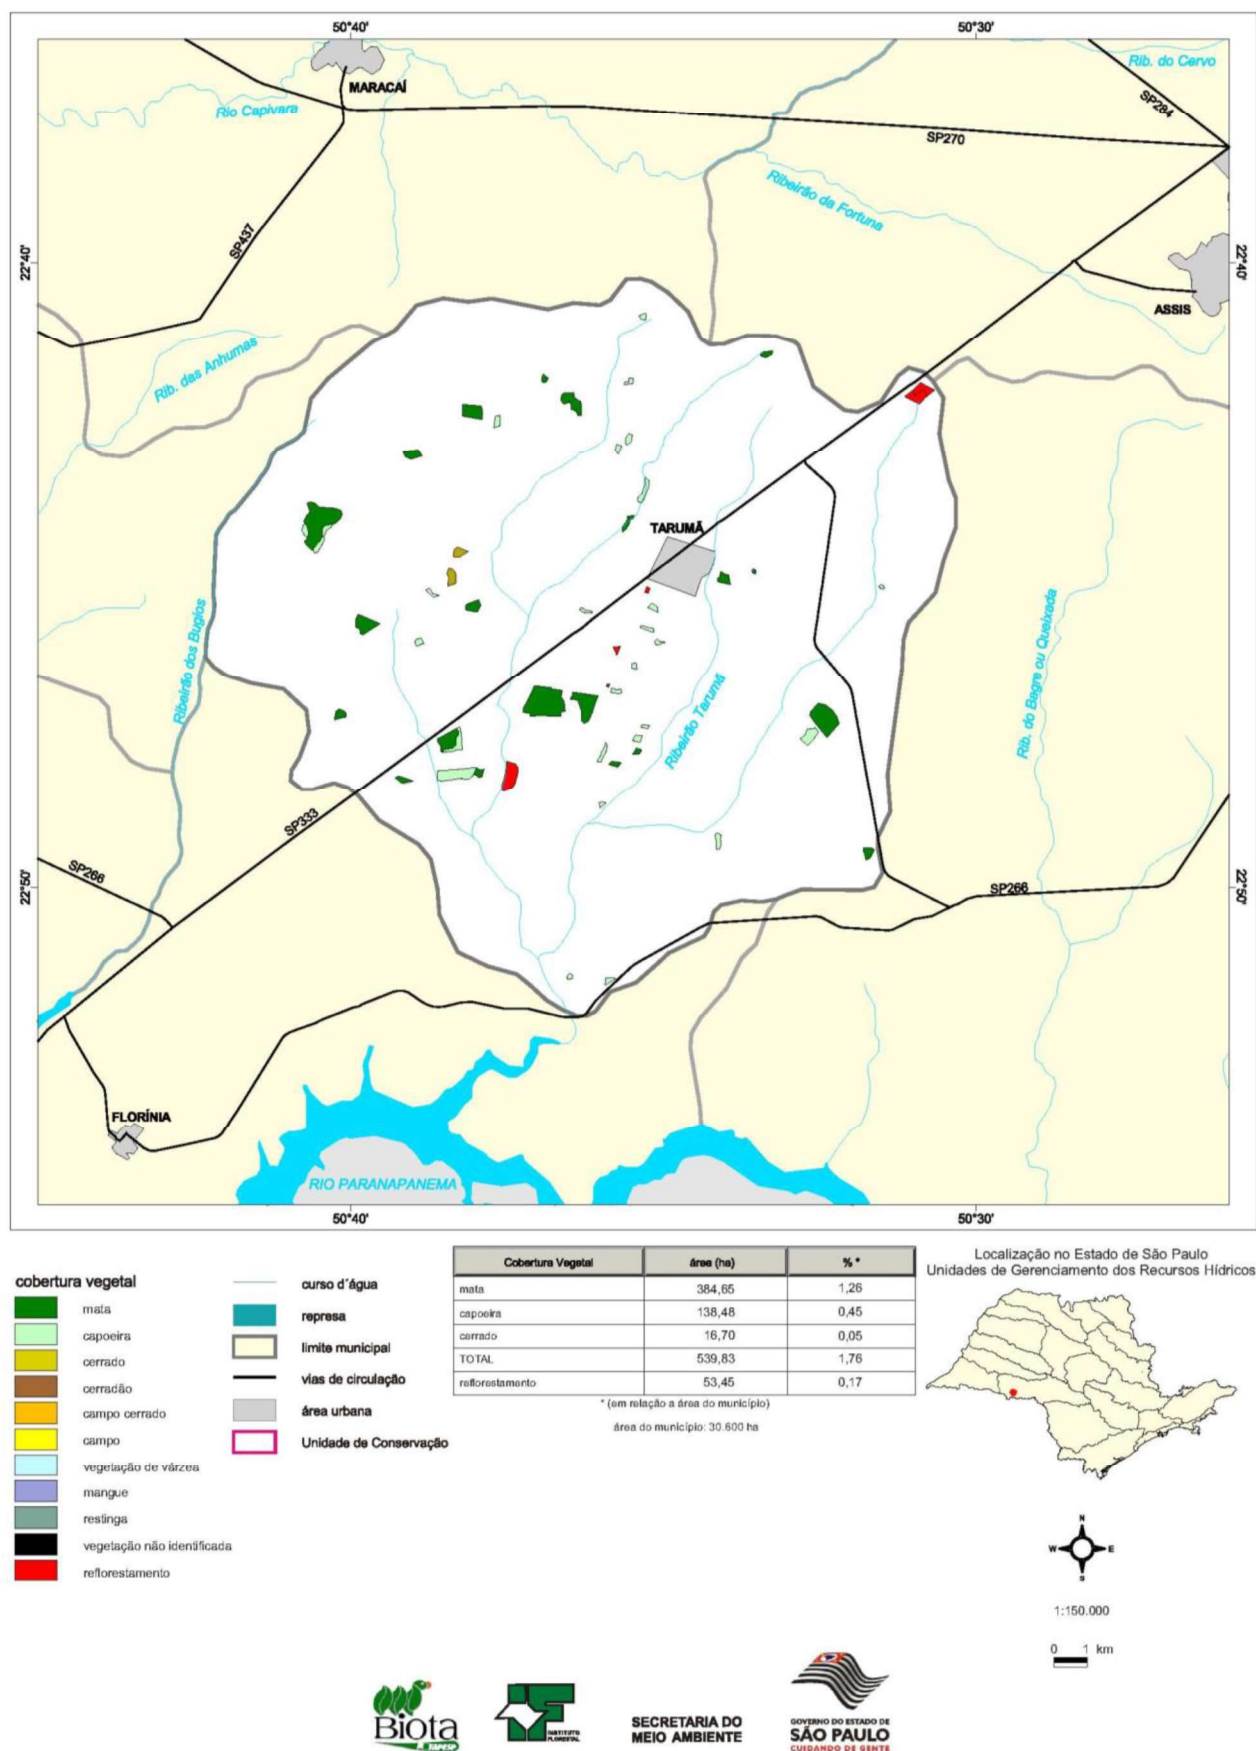 50°40'
50°30'
Rib. do Cervo
MARACAÍ
Rio Capivara
SP284
SP270
Ribeirão da Fortuna
SP437
22°40'
22°40'
ASSIS
Rib. das Anhumas
TARUMÃ
Ribeirão dos Bugios
Rib. do Bagre ou Queixada
Ribeirão Tarumã
SP333
SP266
22°50'
SP266
22°50'
FLORÍNIA
RIO PARANAPANEMA
50°40'
50°30'
cobertura vegetal
mata
capoeira
cerrado
cerradão
campo cerrado
campo
vegetação de várzea
mangue
restinga
vegetação não identificada
reflorestamento
curso d´água
represa
limite municipal
vias de circulação
área urbana
Unidade de Conservação
Cobertura Vegetal área (ha) % *
mata 384,65 1,26
capoeira 138,48 0,45
cerrado 16,70 0,05
TOTAL 539,83 1,76
reflorestamento 53,45 0,17
* (em relação a área do município)
área do município: 30.600 ha
Localização no Estado de São Paulo
Unidades de Gerenciamento dos Recursos Hídricos
N
W E
S
1:150.000
0 1 km
Biota
FAPESP
IF
INSTITUTO
FLORESTAL
SECRETARIA DO
MEIO AMBIENTE
GOVERNO DO ESTADO DE
SÃO PAULO
CUIDANDO DE GENTE